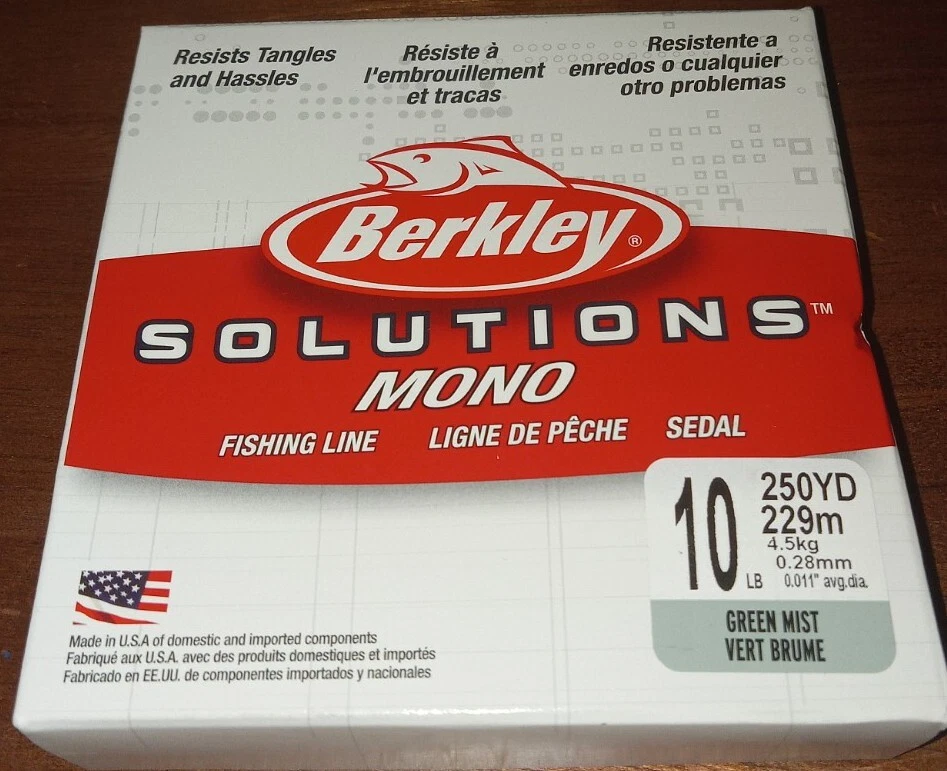 Resists Tangles
and Hassles
Résiste à
l'embrouillement
et tracas
Resistente a
enredos o cualquier
otro problemas
Berkley®
SOLUTIONS™
MONO
FISHING LINE LIGNE DE PÊCHE SEDAL
10 LB
250YD
229m
4.5kg
0.28mm
0.011" avg.dia.
GREEN MIST
VERT BRUME
Made in U.S.A of domestic and imported components
Fabriqué aux U.S.A. avec des produits domestiques et importés
Fabricado en EE.UU. de componentes importados y nacionales